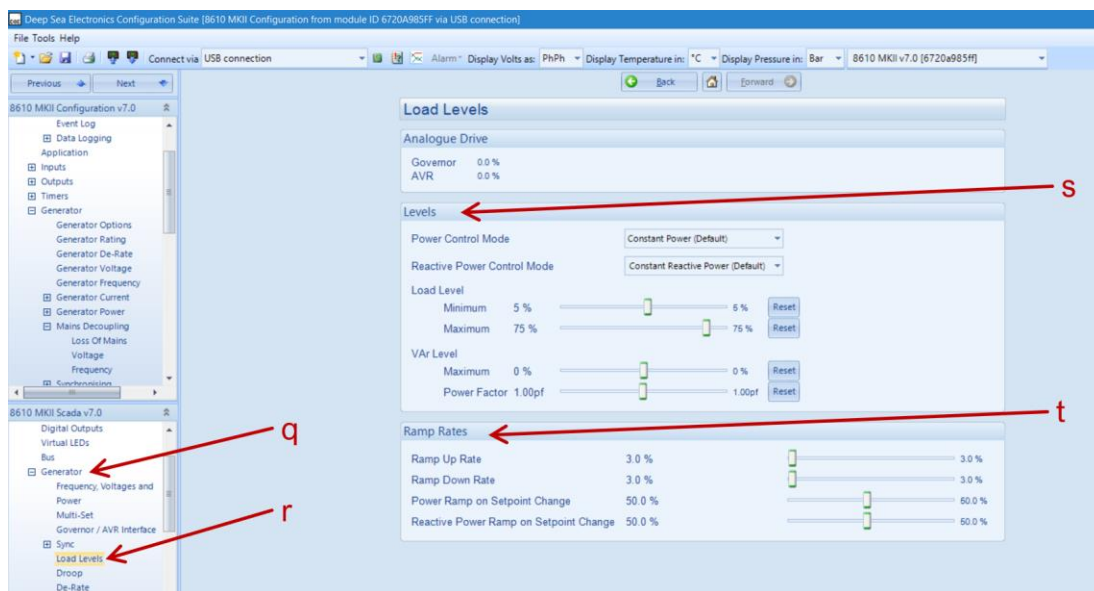 Deep Sea Electronics Configuration Suite [8610 MKII Configuration from module ID 6720A985FF via USB connection]
File Tools Help
Connect via USB connection Alarm Display Volts as: PhPh Display Temperature in: °C Display Pressure in: Bar 8610 MKII v7.0 [6720a985ff]
Previous Next
Back Forward
8610 MKII Configuration v7.0
Event Log
Data Logging
Application
Inputs
Outputs
Timers
Generator
Generator Options
Generator Rating
Generator De-Rate
Generator Voltage
Generator Frequency
Generator Current
Generator Power
Mains Decoupling
Loss Of Mains
Voltage
Frequency
Synchronising
8610 MKII Scada v7.0
Digital Outputs
Virtual LEDs
Bus
Generator
Frequency, Voltages and
Power
Multi-Set
Governor / AVR Interface
Sync
Load Levels
Droop
De-Rate
q
r
Load Levels
Analogue Drive
Governor 0.0 %
AVR 0.0 %
s
Levels
Power Control Mode Constant Power (Default)
Reactive Power Control Mode Constant Reactive Power (Default)
Load Level
Minimum 5 % 5 % Reset
Maximum 75 % 75 % Reset
VAr Level
Maximum 0 % 0 % Reset
Power Factor 1.00pf 1.00pf Reset
t
Ramp Rates
Ramp Up Rate 3.0 % 3.0 %
Ramp Down Rate 3.0 % 3.0 %
Power Ramp on Setpoint Change 50.0 % 50.0 %
Reactive Power Ramp on Setpoint Change 50.0 % 50.0 %